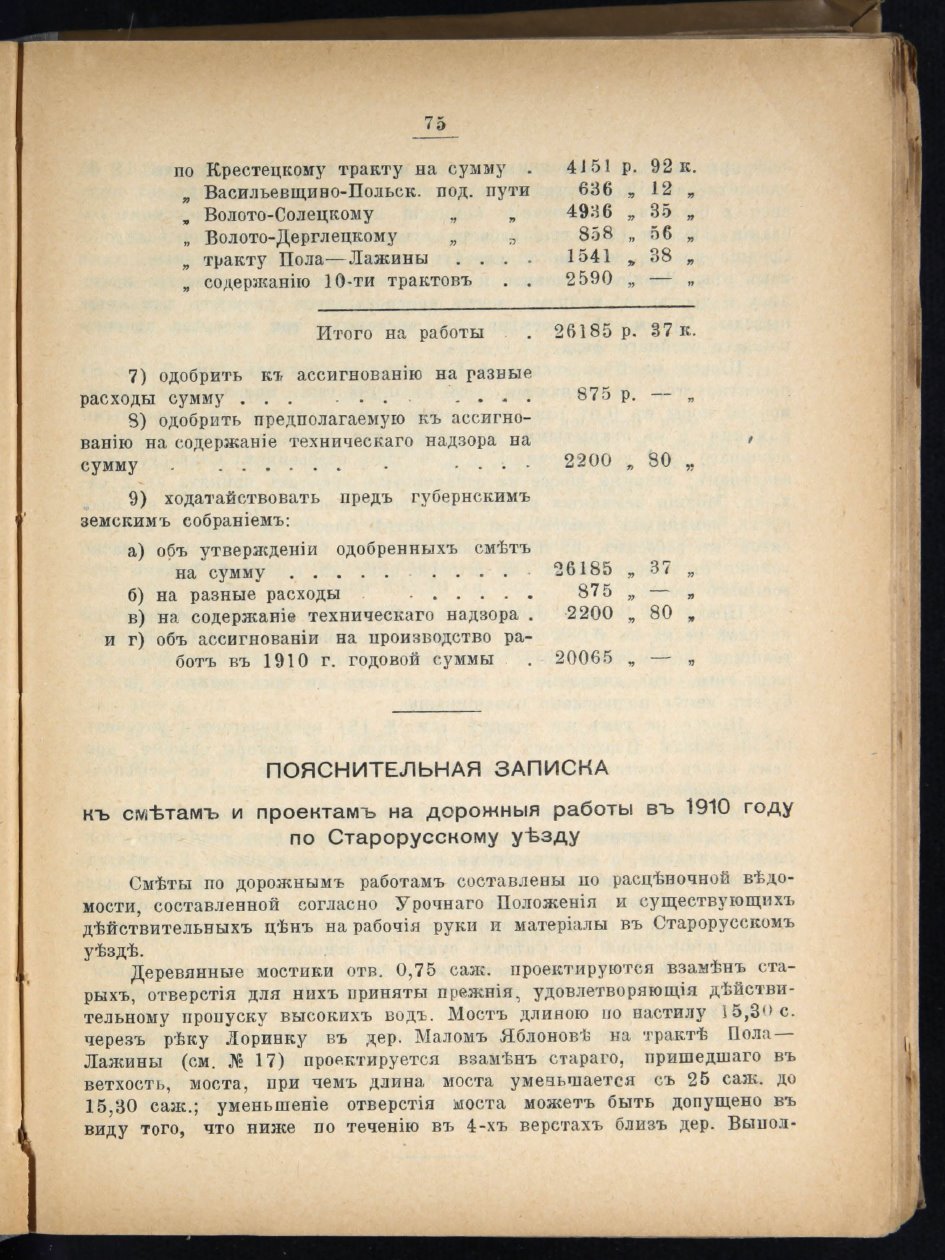 75
по Крестецкому тракту на сумму . 4151 р. 92 к.
„ Васильевщино-Польск. под. пути 636 „ 12 „
„ Волото-Солецкому „ „ 4936 „ 35 „
„ Волото-Дерглецкому „ „ 858 „ 56 „
„ тракту Пола—Лажины . . . . 1541 „ 38 „
„ содержанію 10-ти трактовъ . . 2590 „ — „
Итого на работы . 26185 р. 37 к.
7) одобрить къ ассигнованію на разные
расходы сумму . . . . . . . . . . 875 р. — „
8) одобрить предполагаемую къ ассигно-
ванію на содержаніе техническаго надзора на
сумму . . . . . . . . . . . . 2200 „ 80 „
9) ходатайствовать предъ губернскимъ
земскимъ собраніемъ:
а) объ утвержденіи одобренныхъ смѣтъ
на сумму . . . . . . . . . . 26185 „ 37 „
б) на разные расходы . . . . . . 875 „ — „
в) на содержаніе техническаго надзора . 2200 „ 80 „
и г) объ ассигнованіи на производство ра-
ботъ въ 1910 г. годовой суммы . 20065 „ — „
ПОЯСНИТЕЛЬНАЯ ЗАПИСКА
къ смѣтамъ и проектамъ на дорожныя работы въ 1910 году
по Старорусскому уѣзду
Смѣты по дорожнымъ работамъ составлены по расцѣночной вѣдо-
мости, составленной согласно Урочнаго Положенія и существующихъ
дѣйствительныхъ цѣнъ на рабочія руки и матеріалы въ Старорусскомъ
уѣздѣ.
Деревянные мостики отв. 0,75 саж. проектируются взамѣнъ ста-
рыхъ, отверстія для нихъ приняты прежнія, удовлетворяющія дѣйстви-
тельному пропуску высокихъ водъ. Мостъ длиною по настилу 15,30 с.
черезъ рѣку Лоринку въ дер. Маломъ Яблоновѣ на трактѣ Пола—
Лажины (см. № 17) проектируется взамѣнъ стараго, пришедшаго въ
ветхость, моста, при чемъ длина моста уменьшается съ 25 саж. до
15,30 саж.; уменьшеніе отверстія моста можетъ быть допущено въ
виду того, что ниже по теченію въ 4-хъ верстахъ близъ дер. Выпол-